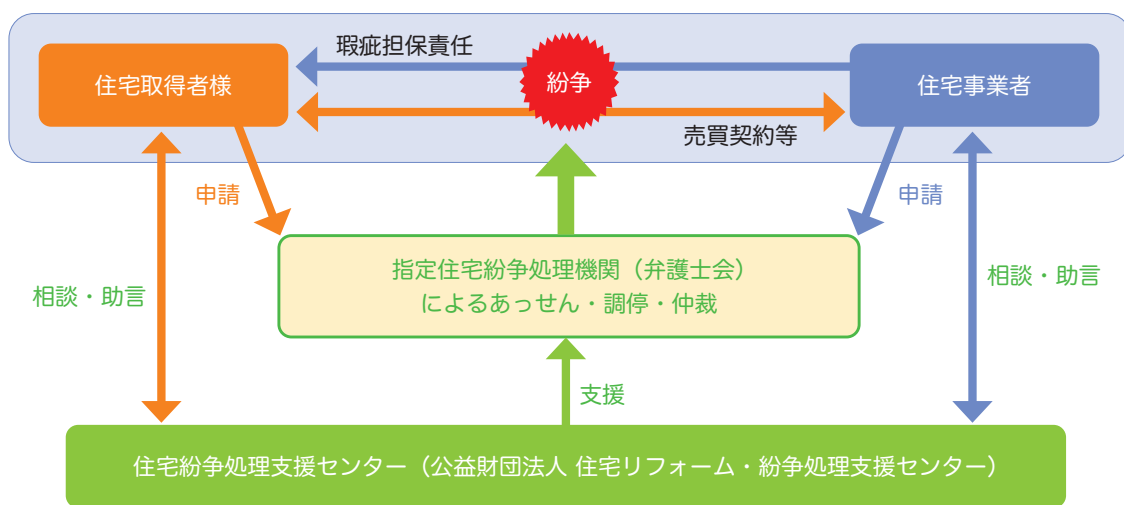 瑕疵担保責任
住宅取得者様
紛争
住宅事業者
売買契約等
申請
申請
相談・助言
指定住宅紛争処理機関（弁護士会）
によるあっせん・調停・仲裁
相談・助言
支援
住宅紛争処理支援センター（公益財団法人 住宅リフォーム・紛争処理支援センター）